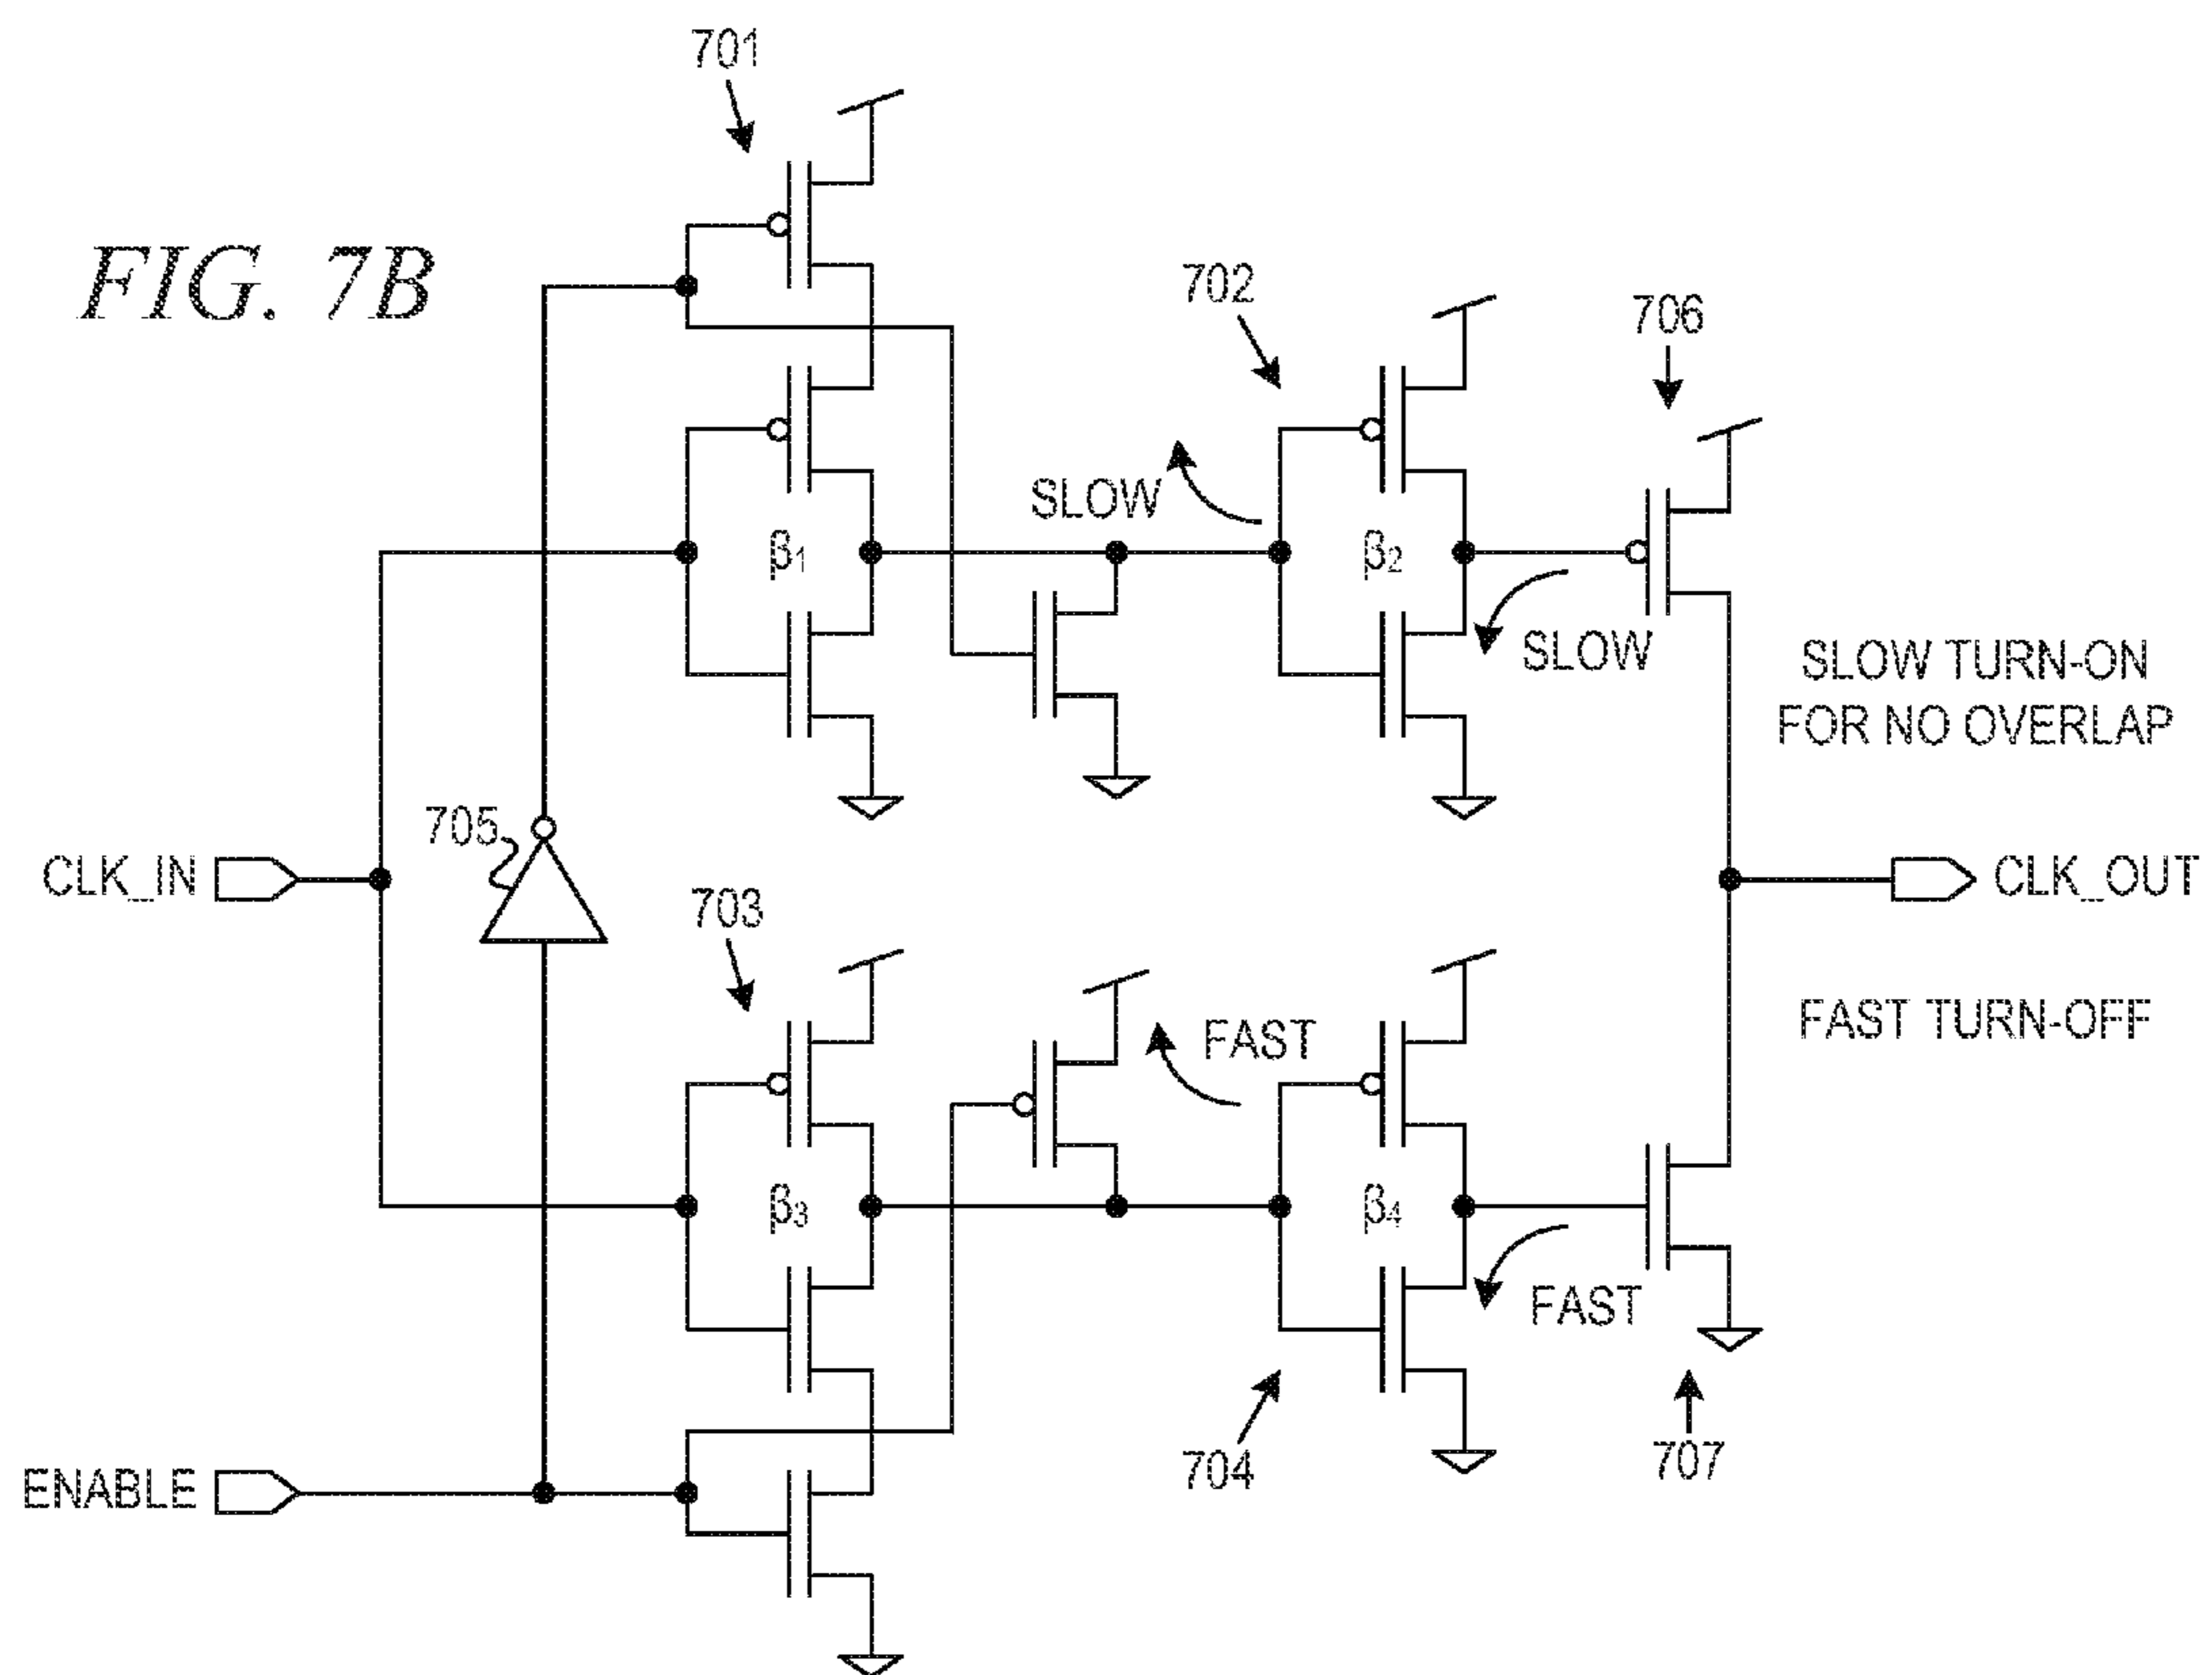 701
FIG. 7B
702
706
SLOW
β₁
β₂
SLOW
SLOW TURN-ON
FOR NO OVERLAP
705
CLK_IN
CLK_OUT
703
FAST
FAST TURN-OFF
β₃
β₄
FAST
704
707
ENABLE